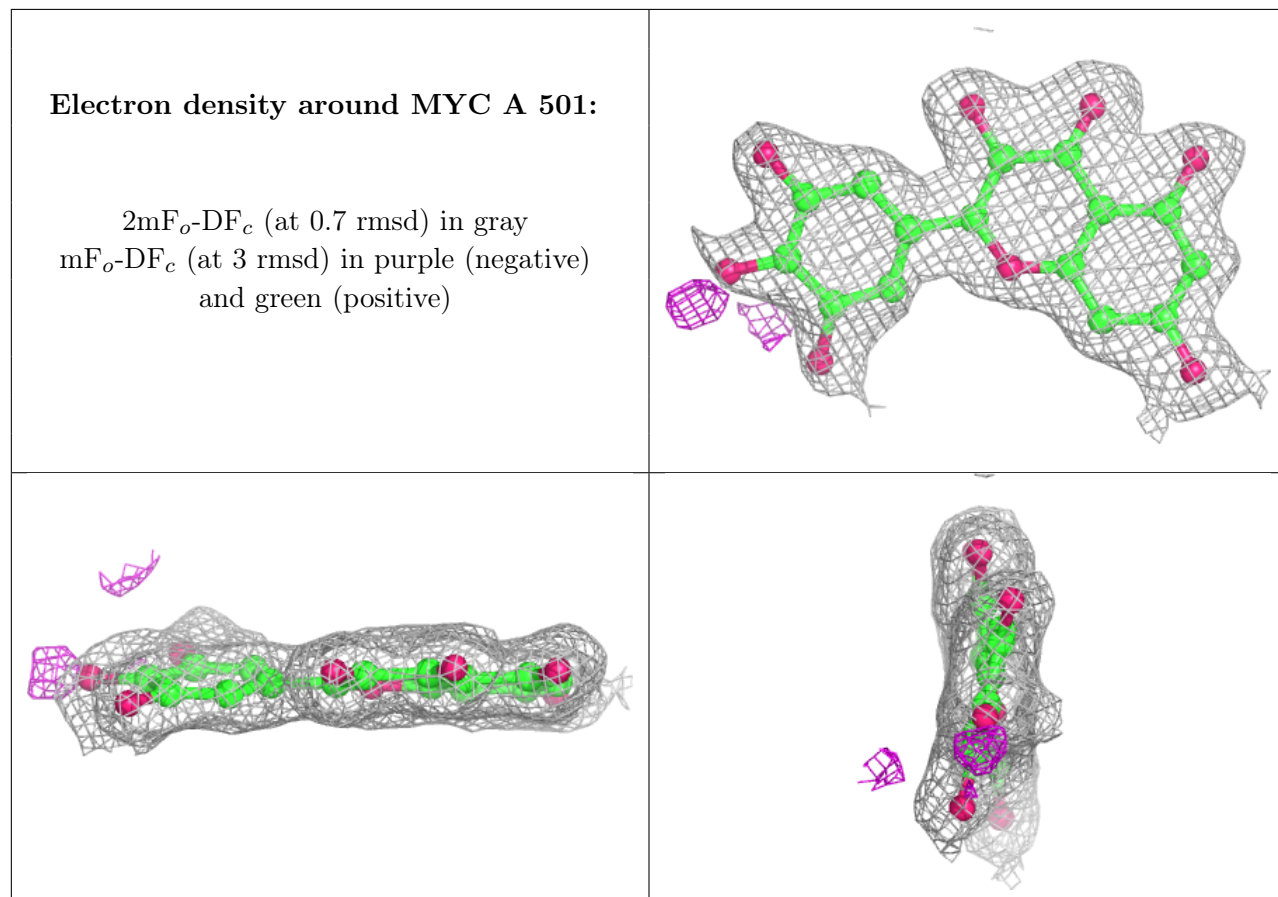 Electron density around MYC A 501:
2mFo-DFc (at 0.7 rmsd) in gray
mFo-DFc (at 3 rmsd) in purple (negative)
and green (positive)